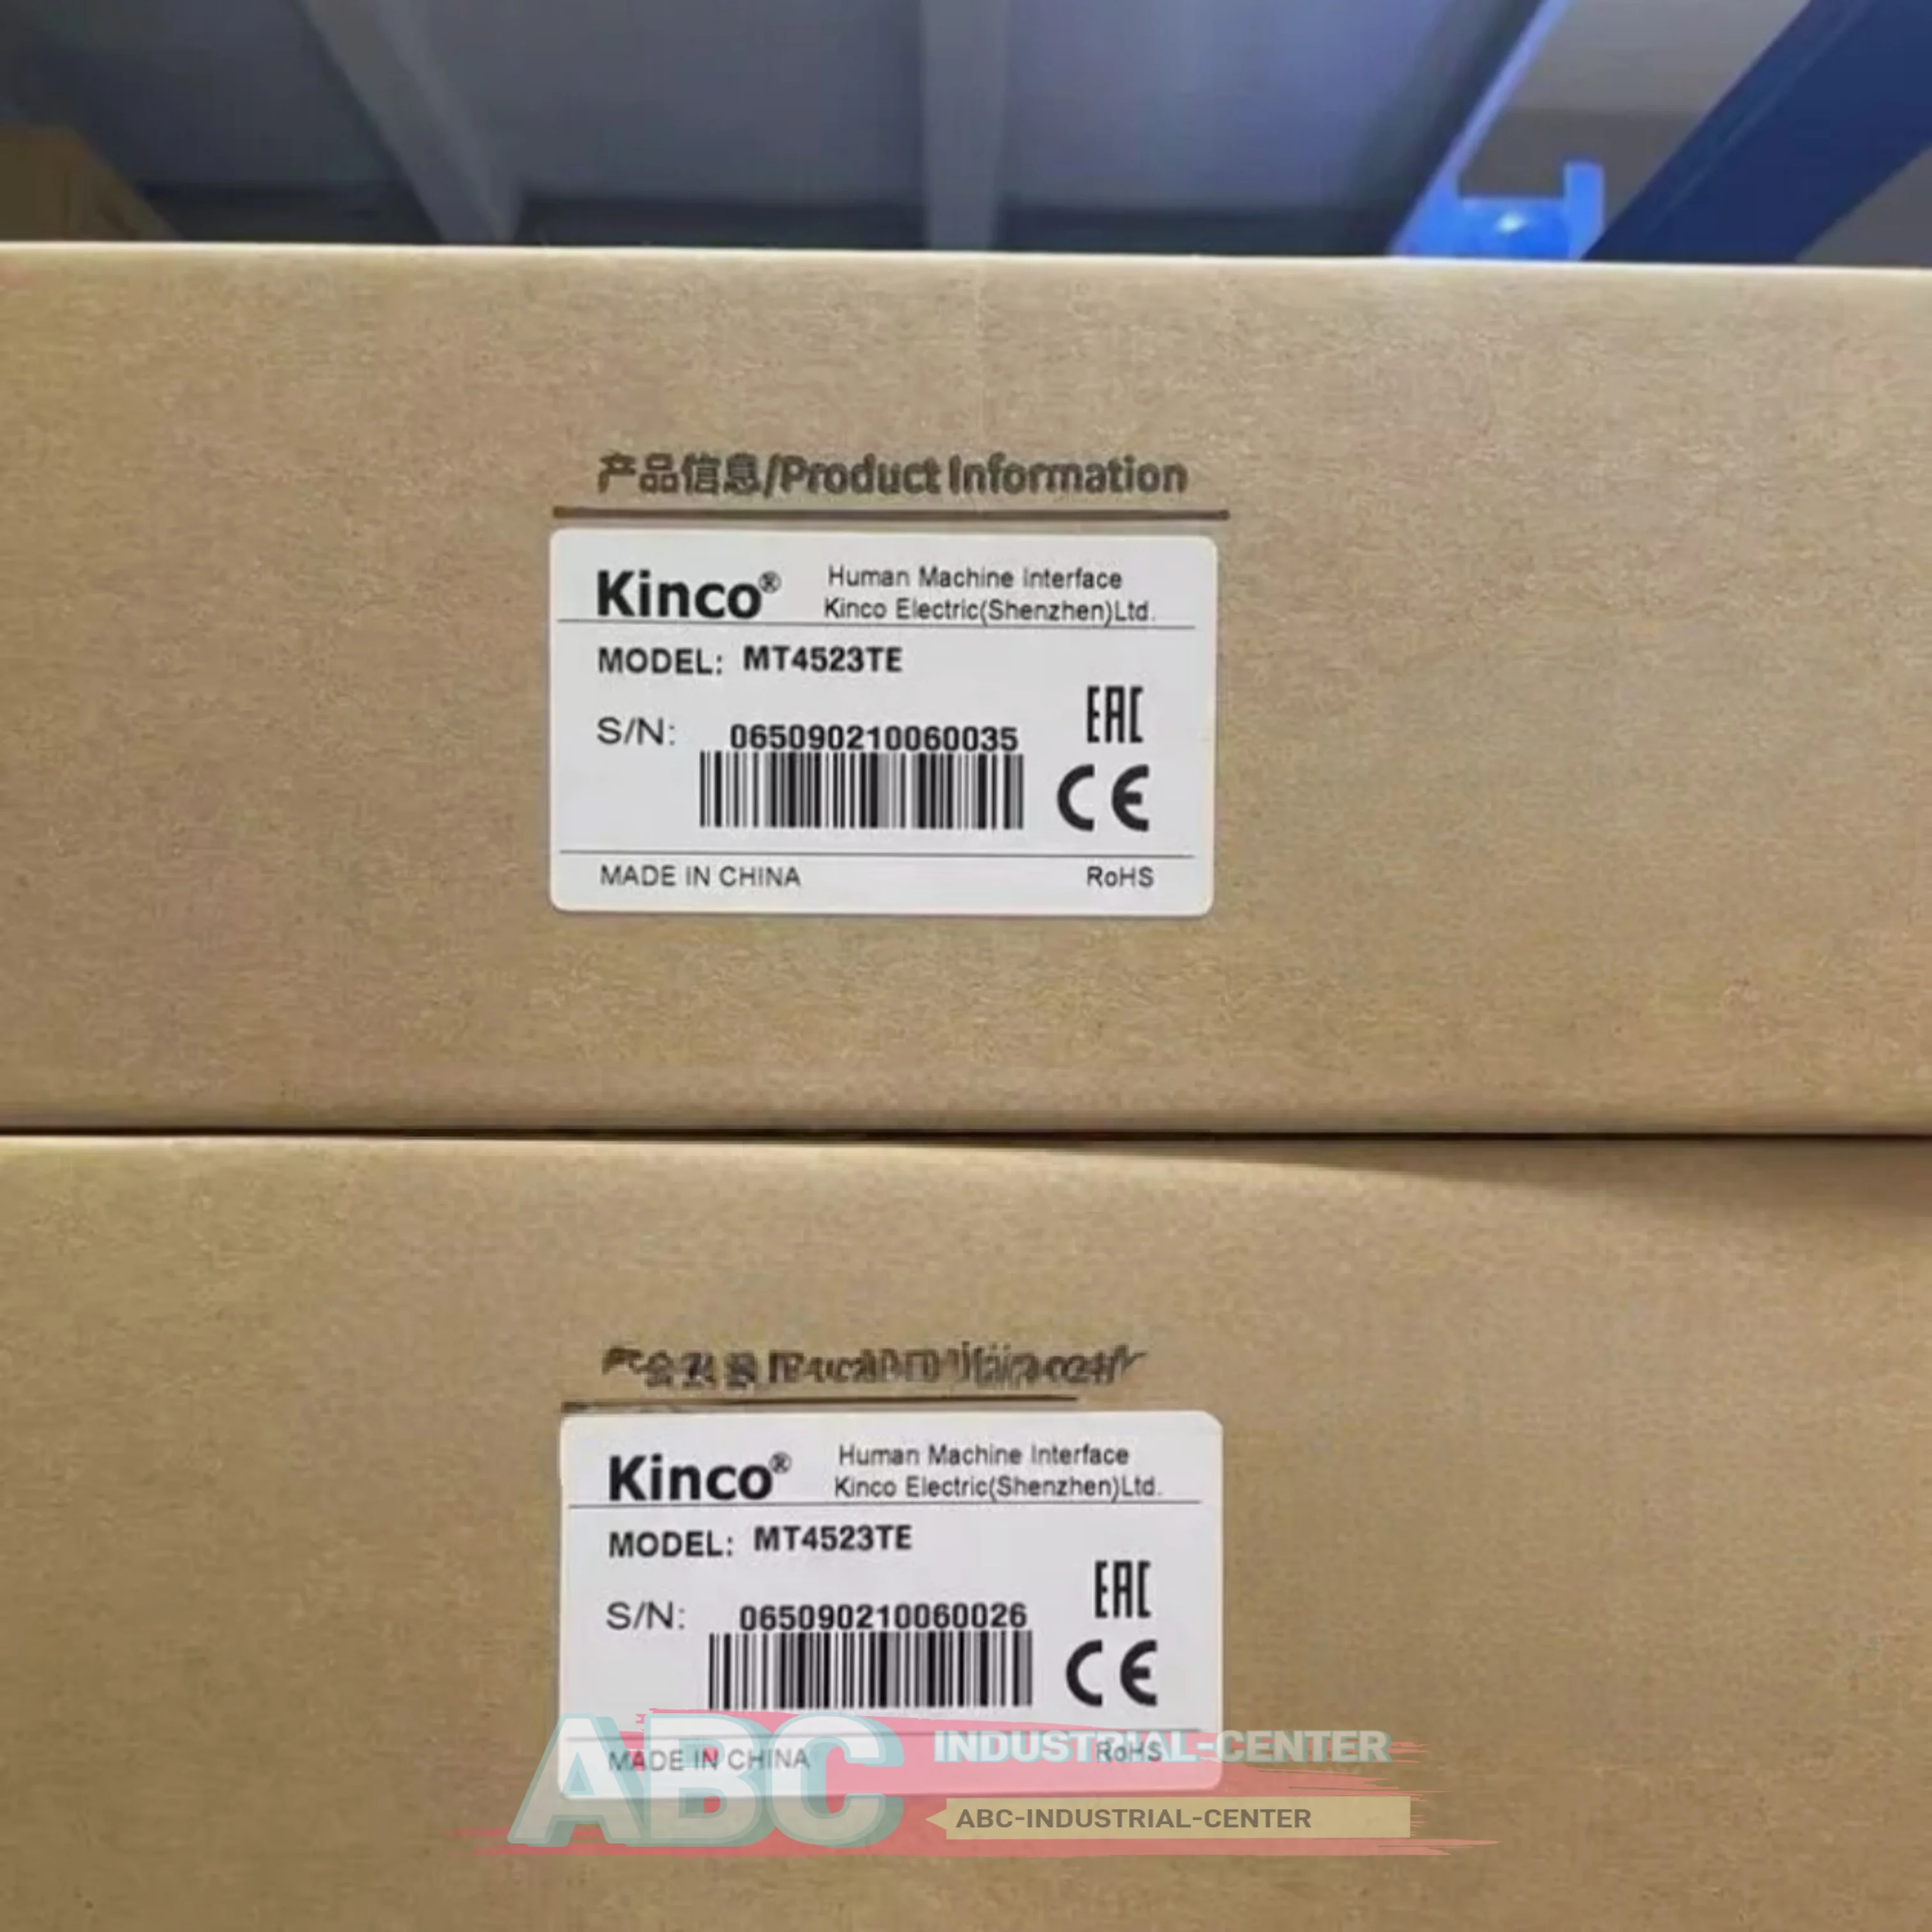 产品信息/Product Information
Kinco®
Human Machine Interface
Kinco Electric(Shenzhen)Ltd.
MODEL: MT4523TE
S/N: 065090210060035
EAC
CE
MADE IN CHINA RoHS
Kinco®
Human Machine Interface
Kinco Electric(Shenzhen)Ltd.
MODEL: MT4523TE
S/N: 065090210060026
EAC
CE
MADE IN CHINA RoHS
ABC INDUSTRIAL-CENTER
ABC-INDUSTRIAL-CENTER